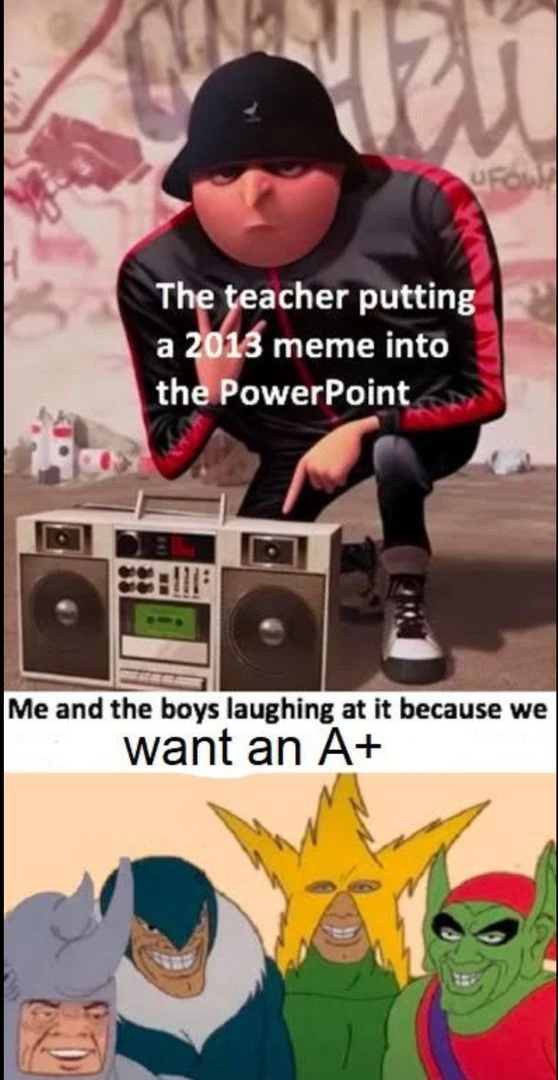 UFOW
The teacher putting
a 2013 meme into
the PowerPoint
Me and the boys laughing at it because we
want an A+